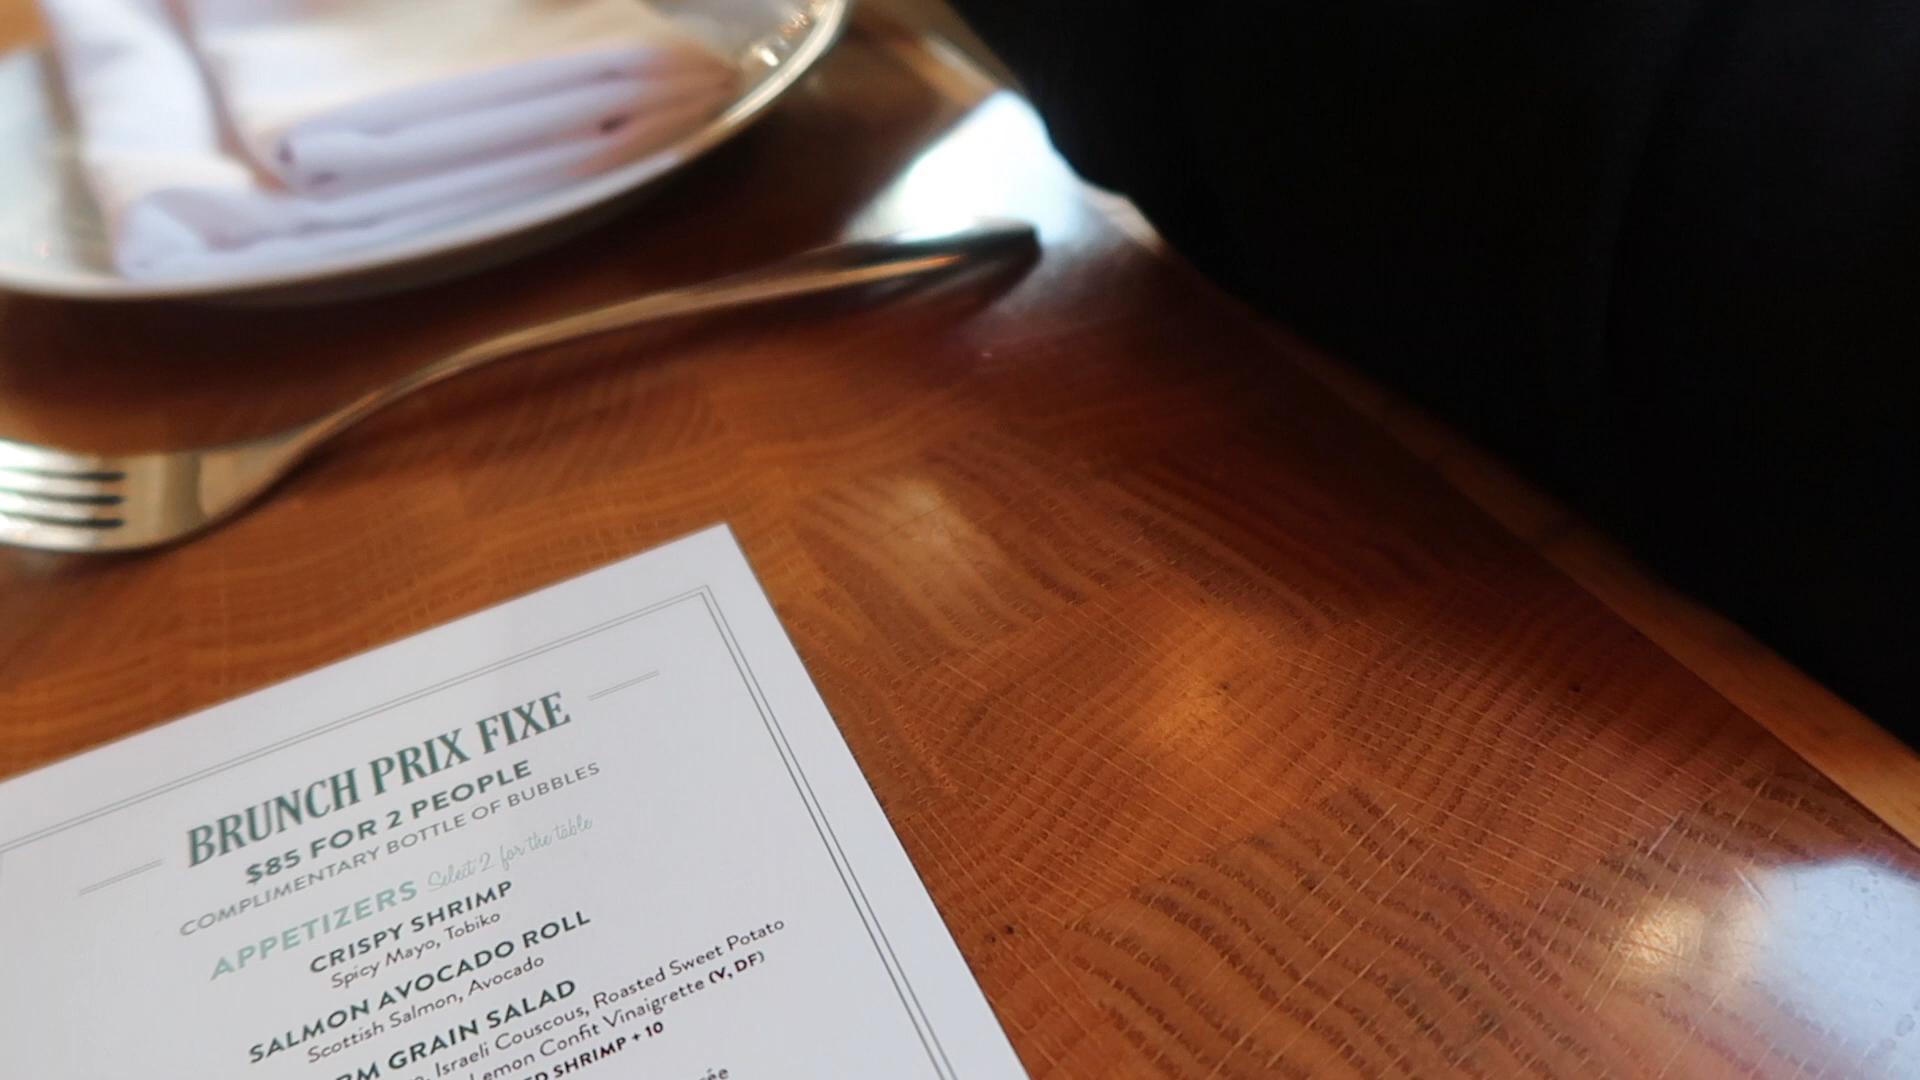 BRUNCH PRIX FIXE
$85 FOR 2 PEOPLE
COMPLIMENTARY BOTTLE OF BUBBLES
APPETIZERS Select 2 for the table
CRISPY SHRIMP
Spicy Mayo, Tobiko
SALMON AVOCADO ROLL
Scottish Salmon, Avocado
GRAIN SALAD
Israeli Couscous, Roasted Sweet Potato
Lemon Confit Vinaigrette (V, DF)
SHRIMP + 10